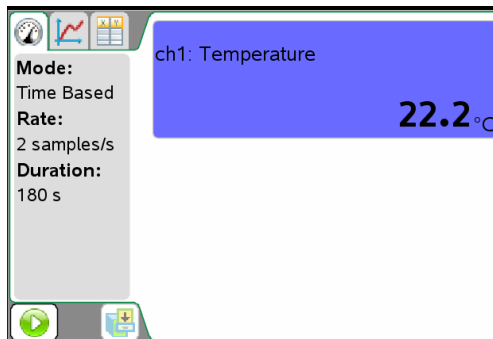 X Y
Mode:
Time Based
Rate:
2 samples/s
Duration:
180 s
ch1: Temperature
22.2 °C